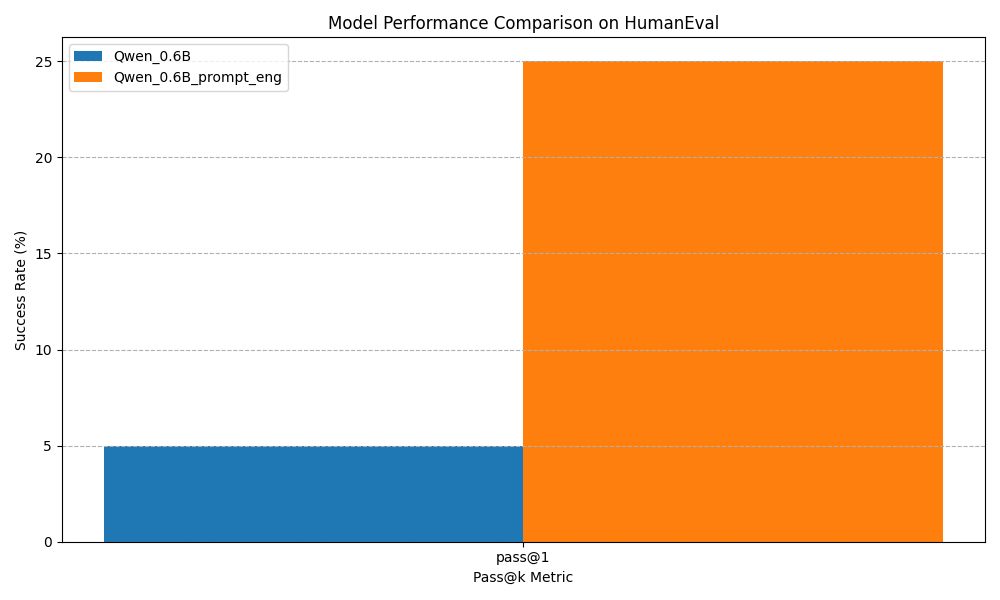 Model Performance Comparison on HumanEval
Qwen_0.6B
Qwen_0.6B_prompt_eng
Success Rate (%)
25
20
15
10
5
0
pass@1
Pass@k Metric